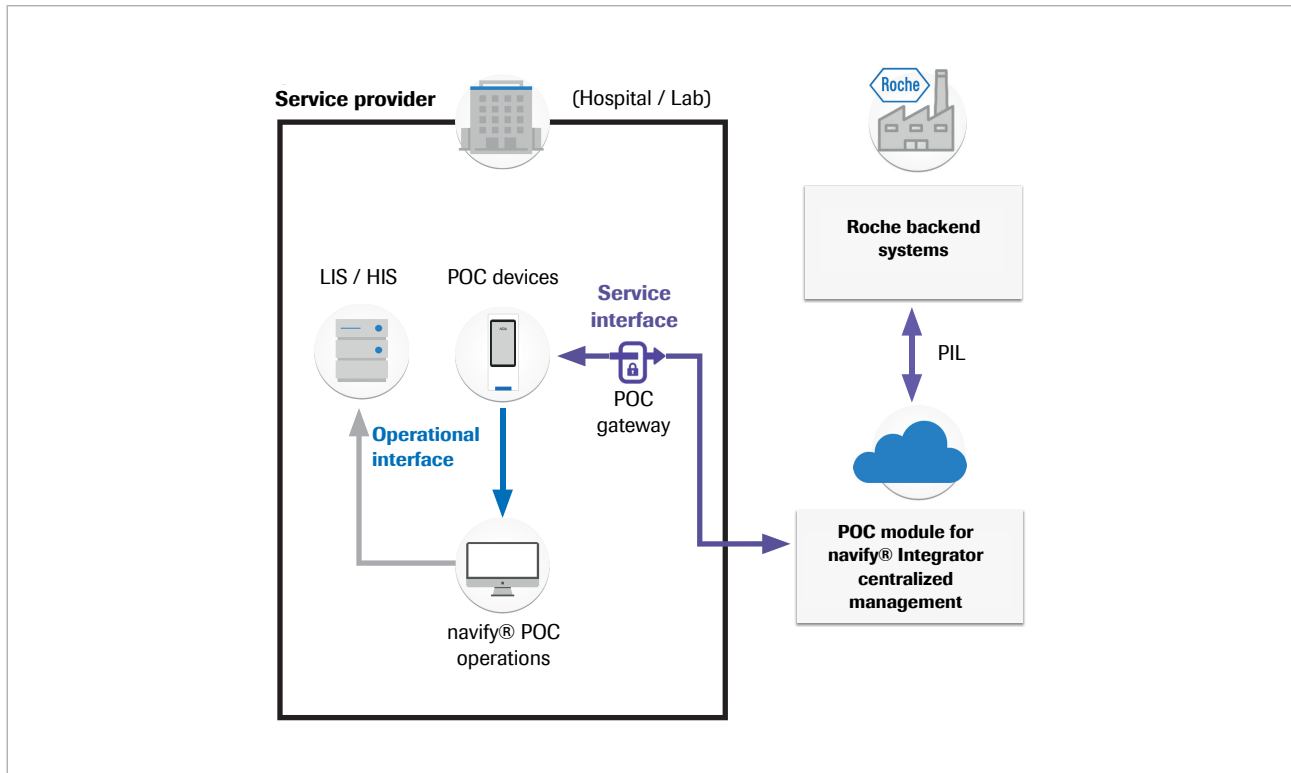 Service provider
(Hospital / Lab)
Roche
Roche backend
systems
LIS / HIS
POC devices
Service
interface
PIL
POC
gateway
Operational
interface
POC module for
navify® Integrator
centralized
management
navify® POC
operations